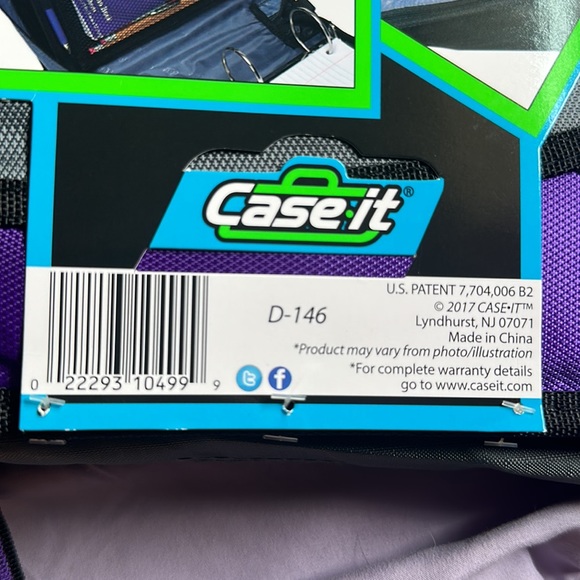 Case•it®
U.S. PATENT 7,704,006 B2
© 2017 CASE•IT™
D-146
Lyndhurst, NJ 07071
Made in China
*Product may vary from photo/illustration
*For complete warranty details
go to www.caseit.com
0 22293 10499 9